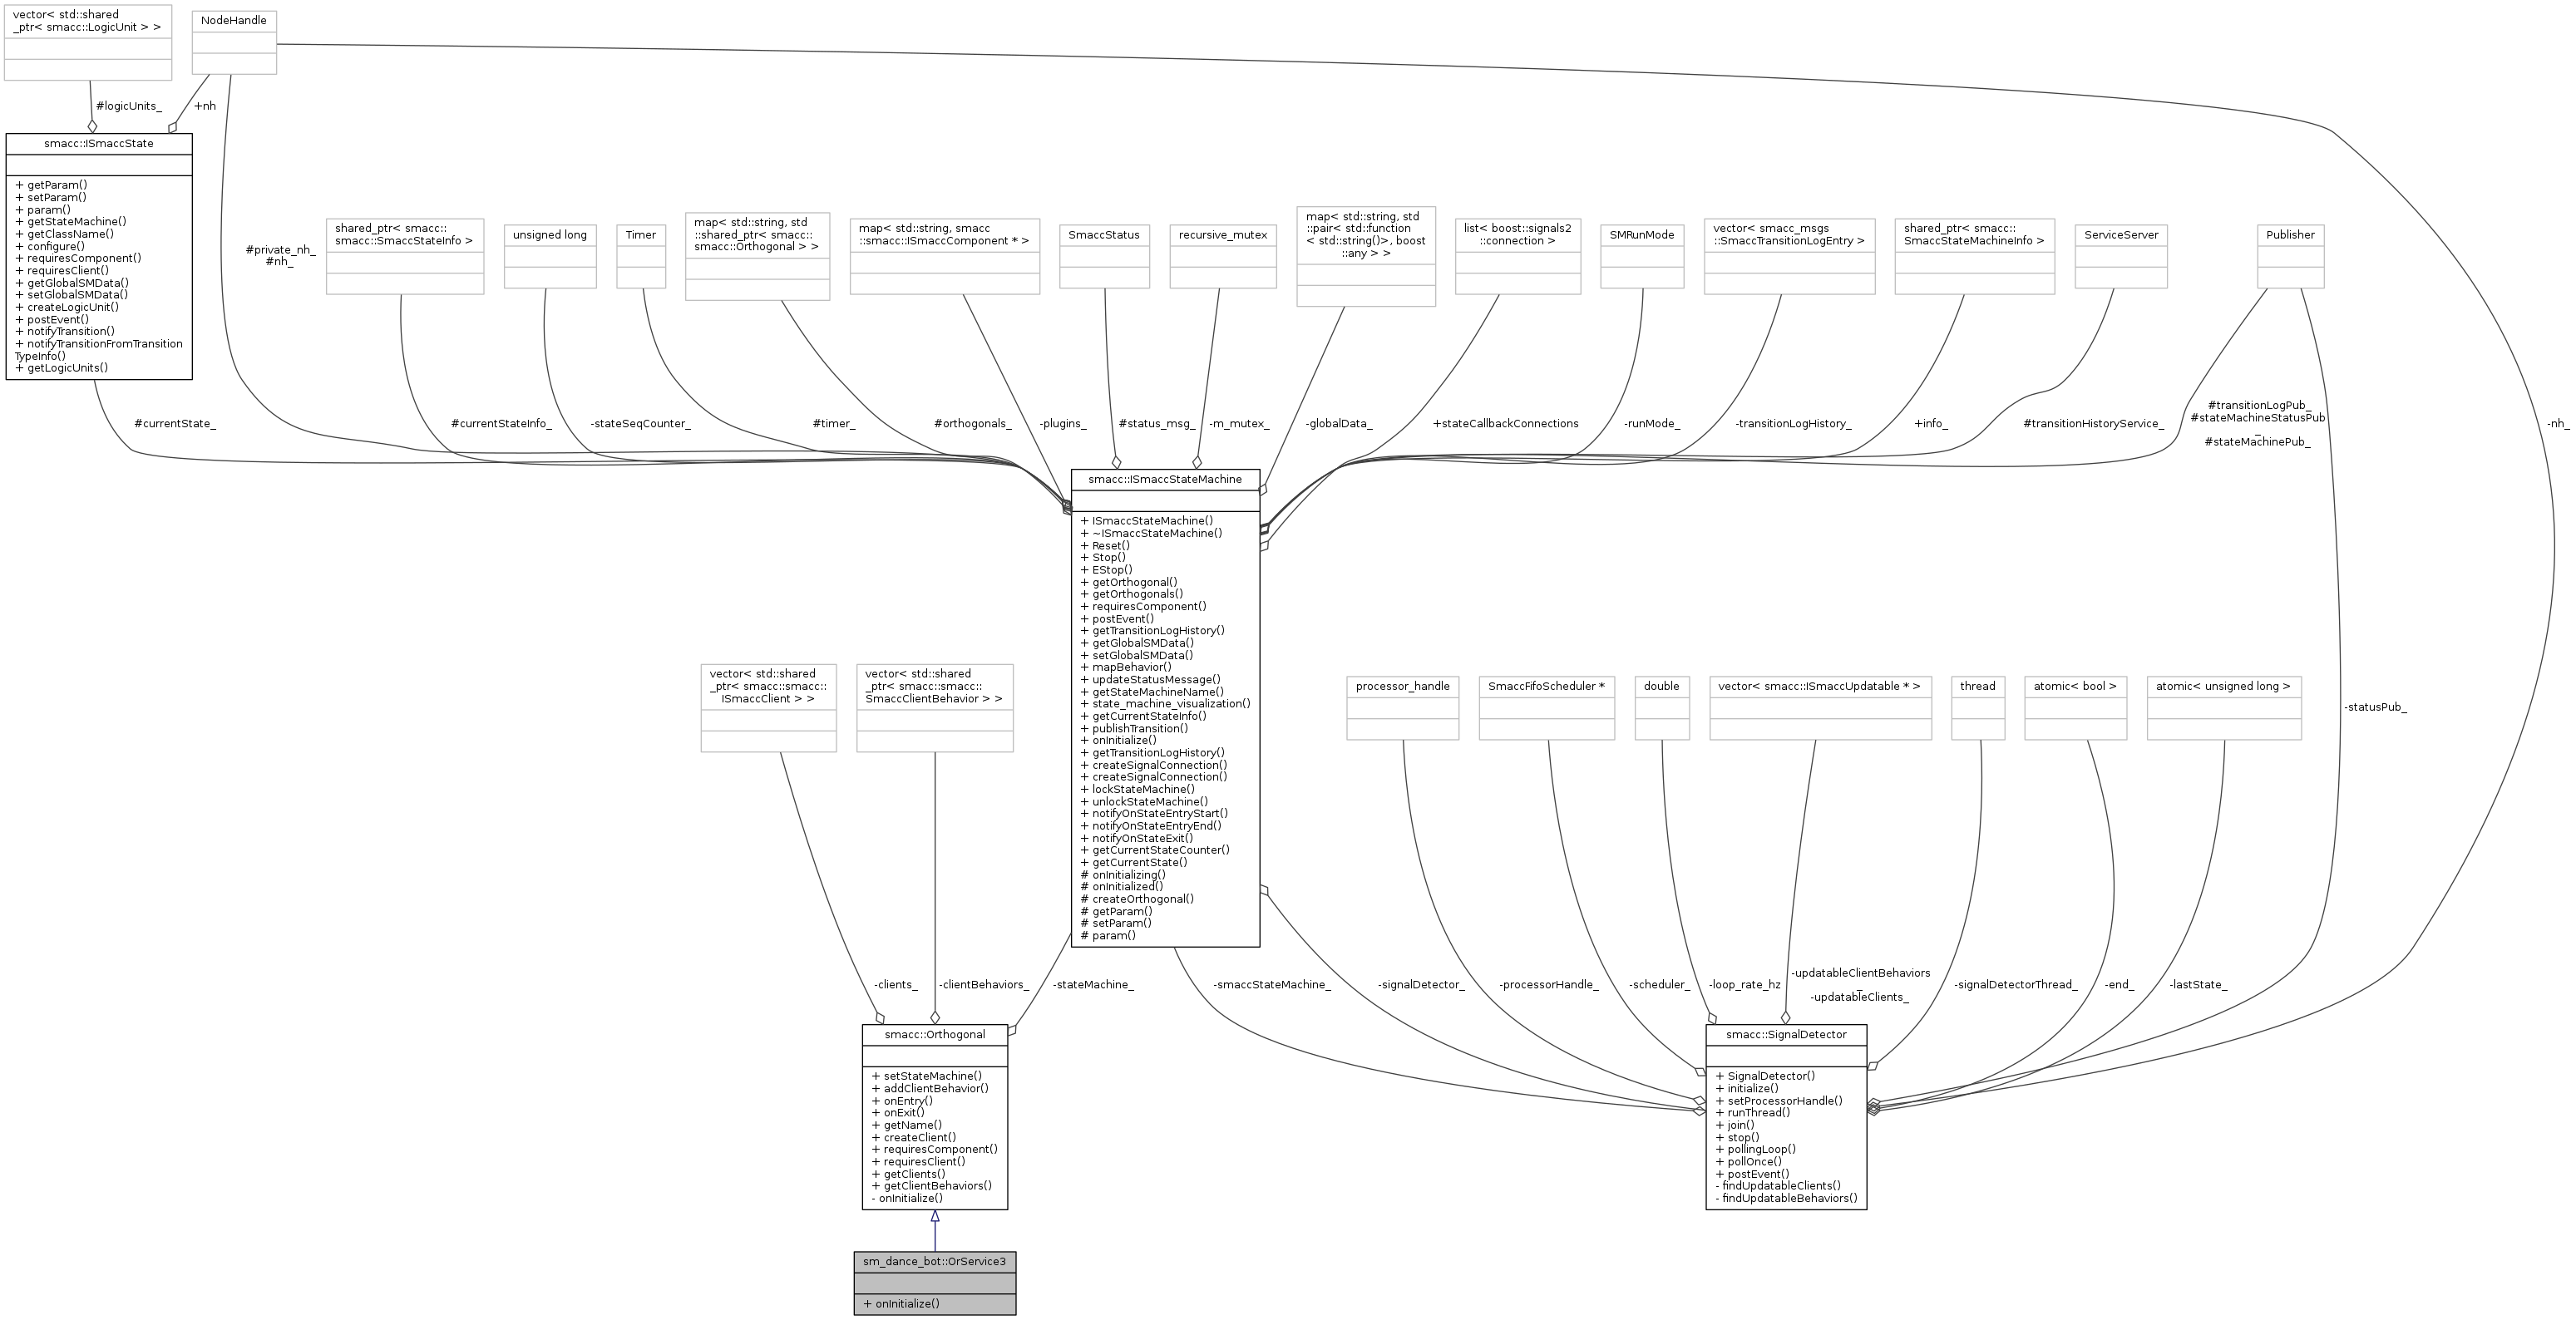 vector< std::shared
_ptr< smacc::LogicUnit > >
NodeHandle
#logicUnits_
+nh
smacc::ISmaccState
+ getParam()
+ setParam()
+ param()
+ getStateMachine()
+ getClassName()
+ configure()
+ requiresComponent()
+ requiresClient()
+ getGlobalSMData()
+ setGlobalSMData()
+ createLogicUnit()
+ postEvent()
+ notifyTransition()
+ notifyTransitionFromTransition
TypeInfo()
+ getLogicUnits()
#private_nh_
#nh_
shared_ptr< smacc::
smacc::SmaccStateInfo >
unsigned long
Timer
map< std::string, std
::shared_ptr< smacc::
smacc::Orthogonal > >
map< std::string, smacc
::smacc::ISmaccComponent * >
SmaccStatus
recursive_mutex
map< std::string, std
::pair< std::function
< std::string()>, boost
::any > >
list< boost::signals2
::connection >
SMRunMode
vector< smacc_msgs
::SmaccTransitionLogEntry >
shared_ptr< smacc::
SmaccStateMachineInfo >
ServiceServer
Publisher
#currentState_
#currentStateInfo_
-stateSeqCounter_
#timer_
#orthogonals_
-plugins_
#status_msg_
-m_mutex_
-globalData_
+stateCallbackConnections
-runMode_
-transitionLogHistory_
+info_
#transitionHistoryService_
#transitionLogPub_
#stateMachineStatusPub
_
#stateMachinePub_
-nh_
smacc::ISmaccStateMachine
+ ISmaccStateMachine()
+ ~ISmaccStateMachine()
+ Reset()
+ Stop()
+ EStop()
+ getOrthogonal()
+ getOrthogonals()
+ requiresComponent()
+ postEvent()
+ getTransitionLogHistory()
+ getGlobalSMData()
+ setGlobalSMData()
+ mapBehavior()
+ updateStatusMessage()
+ getStateMachineName()
+ state_machine_visualization()
+ getCurrentStateInfo()
+ publishTransition()
+ onInitialize()
+ getTransitionLogHistory()
+ createSignalConnection()
+ createSignalConnection()
+ lockStateMachine()
+ unlockStateMachine()
+ notifyOnStateEntryStart()
+ notifyOnStateEntryEnd()
+ notifyOnStateExit()
+ getCurrentStateCounter()
+ getCurrentState()
# onInitializing()
# onInitialized()
# createOrthogonal()
# getParam()
# setParam()
# param()
vector< std::shared
_ptr< smacc::smacc::
ISmaccClient > >
vector< std::shared
_ptr< smacc::smacc::
SmaccClientBehavior > >
processor_handle
SmaccFifoScheduler *
double
vector< smacc::ISmaccUpdatable * >
thread
atomic< bool >
atomic< unsigned long >
-statusPub_
-clients_
-clientBehaviors_
-stateMachine_
-smaccStateMachine_
-signalDetector_
-processorHandle_
-scheduler_
-loop_rate_hz
-updatableClientBehaviors
_
-updatableClients_
-signalDetectorThread_
-end_
-lastState_
smacc::Orthogonal
+ setStateMachine()
+ addClientBehavior()
+ onEntry()
+ onExit()
+ getName()
+ createClient()
+ requiresComponent()
+ requiresClient()
+ getClients()
+ getClientBehaviors()
- onInitialize()
smacc::SignalDetector
+ SignalDetector()
+ initialize()
+ setProcessorHandle()
+ runThread()
+ join()
+ stop()
+ pollingLoop()
+ pollOnce()
+ postEvent()
- findUpdatableClients()
- findUpdatableBehaviors()
sm_dance_bot::OrService3
+ onInitialize()